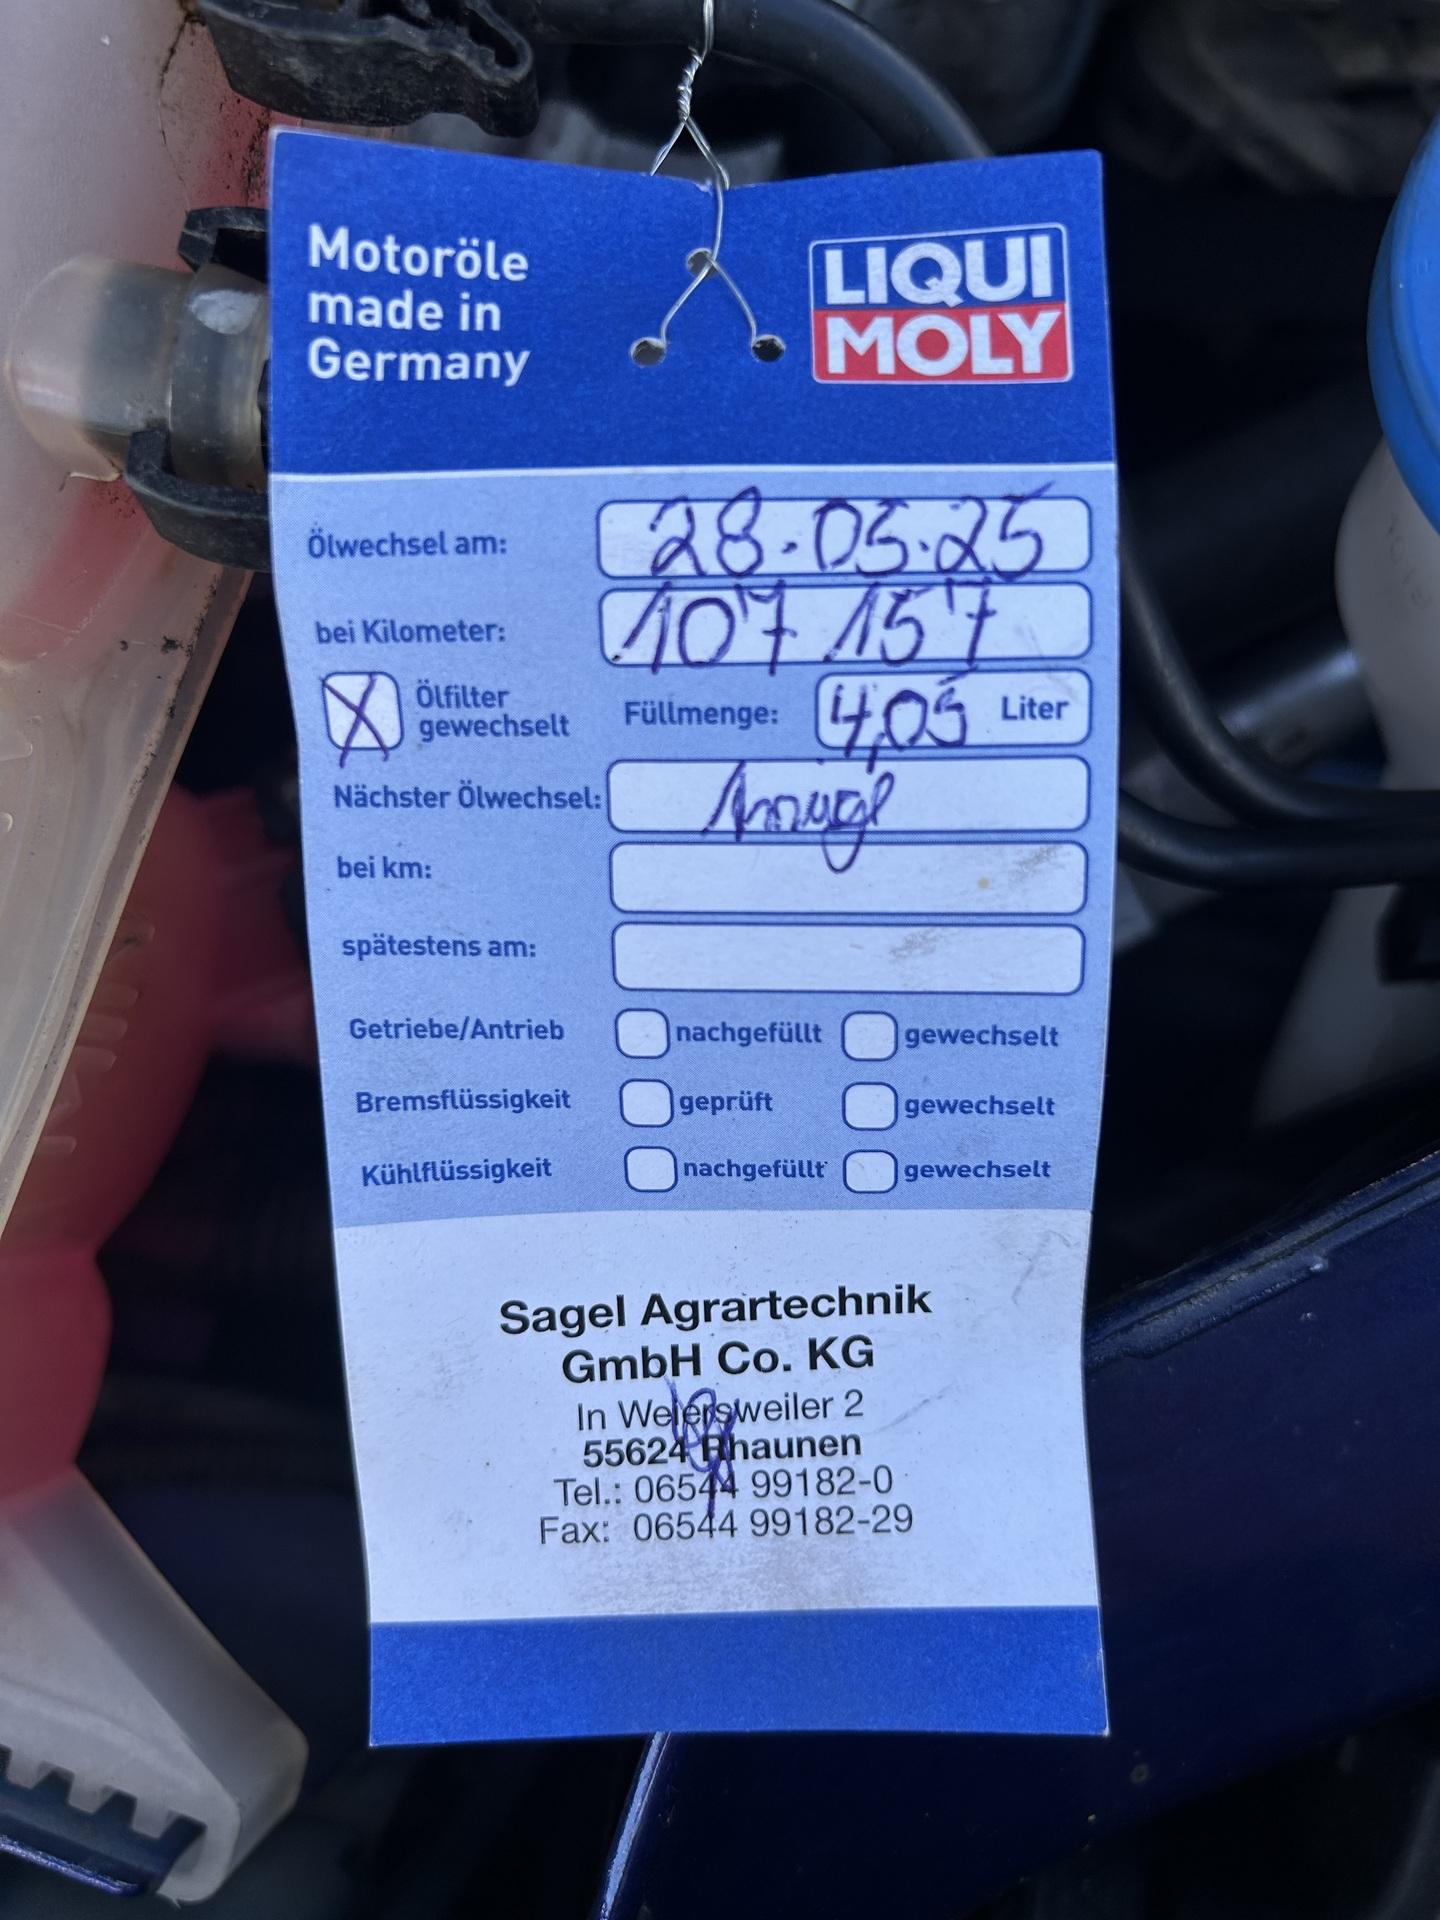 Motoröle
made in
Germany
LIQUI
MOLY
Ölwechsel am: 28.05.25
bei Kilometer: 107 157
X Ölfilter gewechselt Füllmenge: 4,05 Liter
Nächster Ölwechsel:
bei km:
spätestens am:
Getriebe/Antrieb nachgefüllt gewechselt
Bremsflüssigkeit geprüft gewechselt
Kühlflüssigkeit nachgefüllt gewechselt
Sagel Agrartechnik
GmbH Co. KG
In Weiersweiler 2
55624 Rhaunen
Tel.: 06544 99182-0
Fax: 06544 99182-29